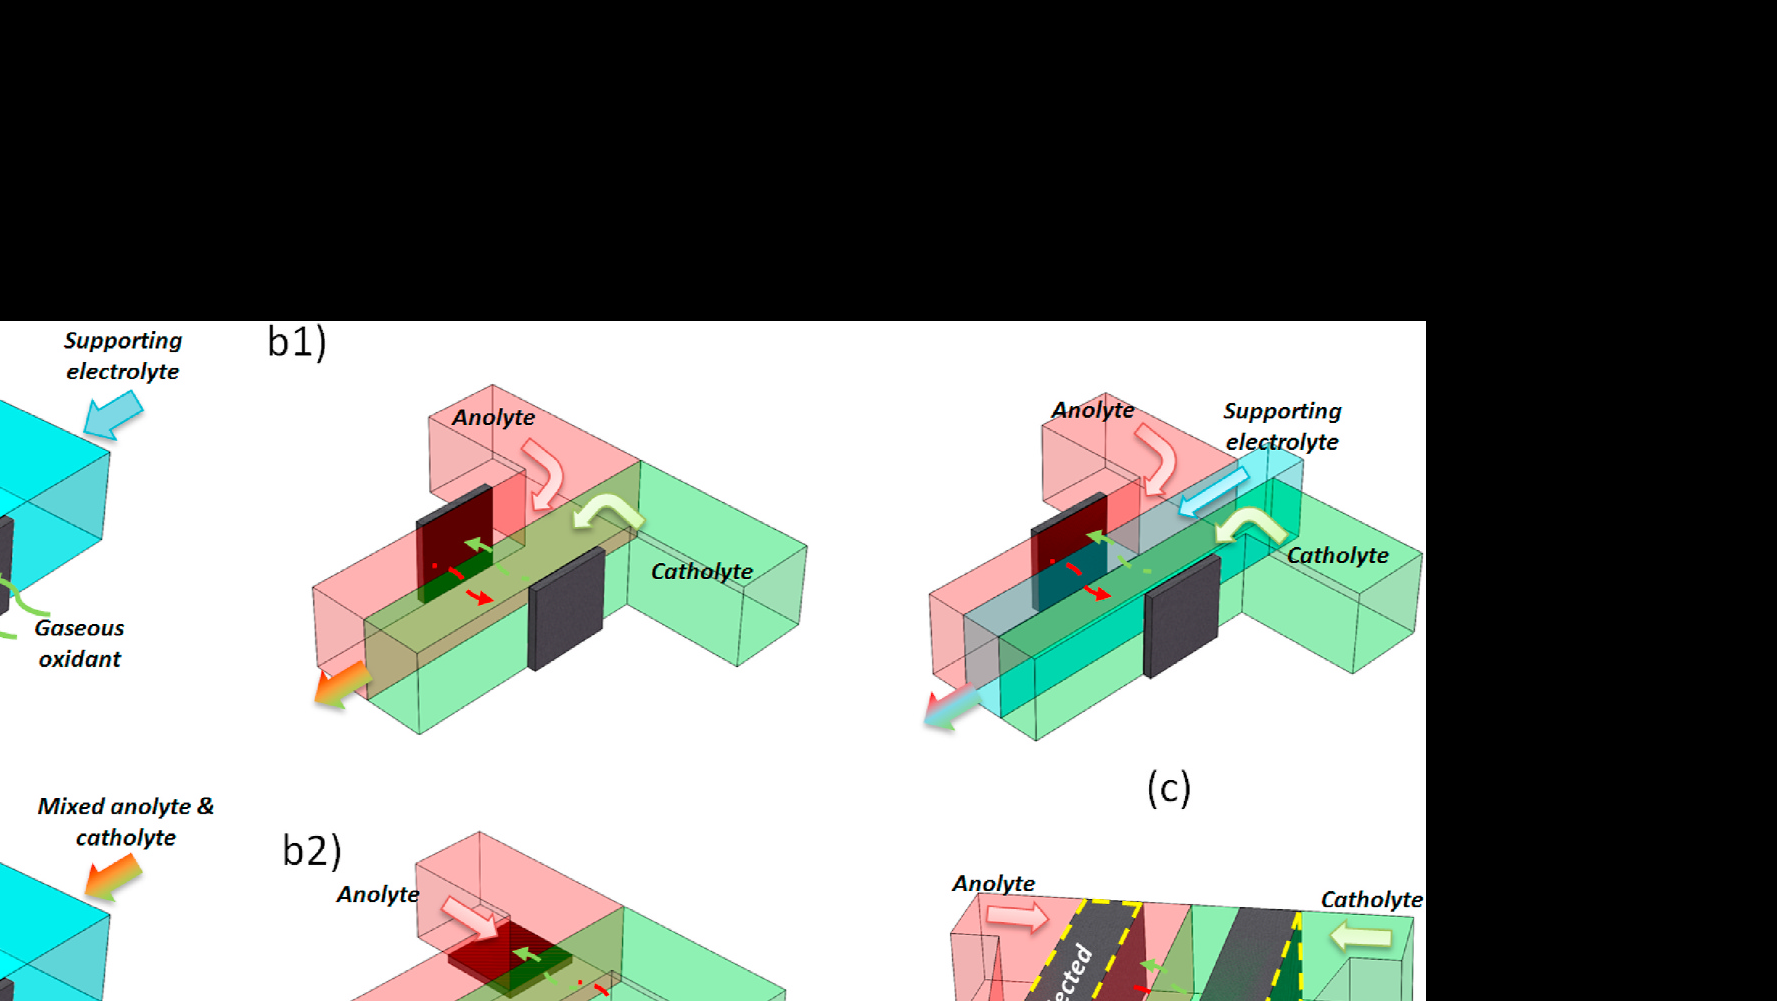 Supporting
electrolyte
b1)
Anolyte
Catholyte
Gaseous
oxidant
Anolyte
Supporting
electrolyte
Catholyte
(c)
Mixed anolyte &
catholyte
b2)
Anolyte
Anolyte
Catholyte
ected